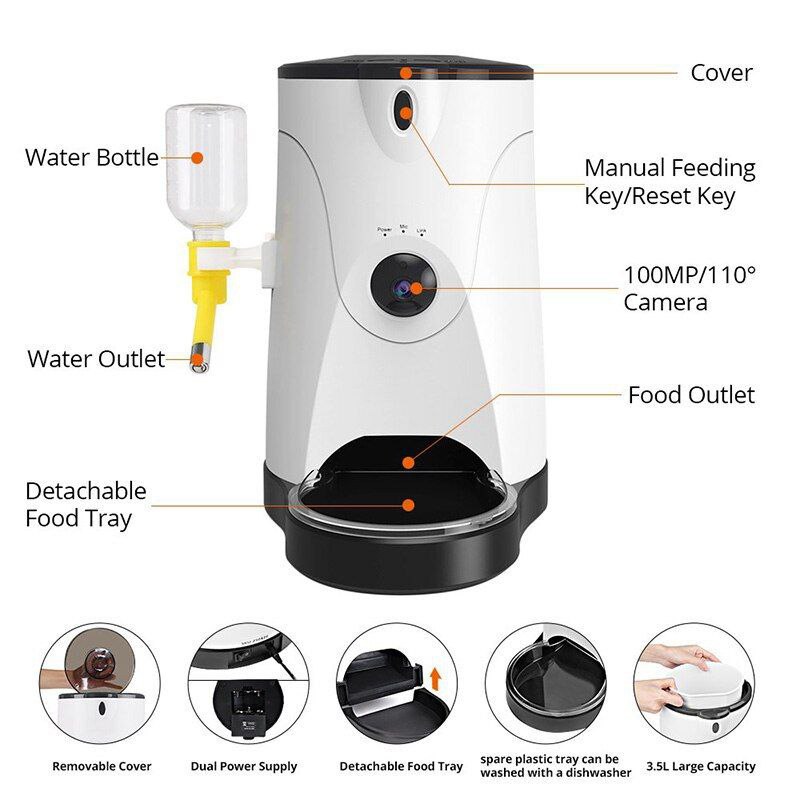 Cover
Water Bottle
Manual Feeding
Key/Reset Key
Power Mic Link
100MP/110°
Camera
Water Outlet
Food Outlet
Detachable
Food Tray
Removable Cover
Dual Power Supply
Detachable Food Tray
spare plastic tray can be
washed with a dishwasher
3.5L Large Capacity